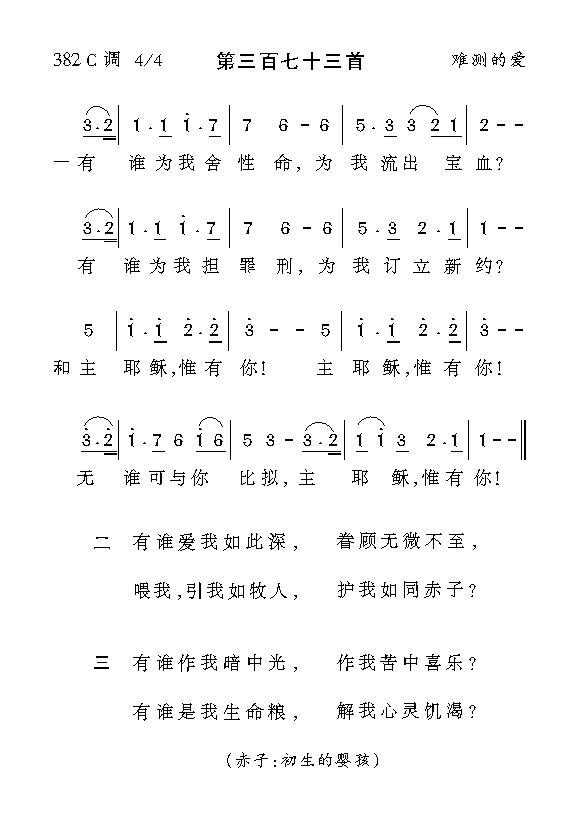 382 C 调 4/4 第三百七十三首 难测的爱
3·2 | 1·1 1·7 | 7 6 - 6 | 5·3 3 2 1 | 2 - -
一有 谁为我舍性命,为我流出宝血?
3·2 | 1·1 1·7 | 7 6 - 6 | 5·3 2·1 | 1 - -
有 谁为我担罪刑,为我订立新约?
5 | 1·1 2·2 | 3 - - 5 | 1·1 2·2 | 3 - -
和主 耶稣,惟有你! 主耶稣,惟有你!
3·2 | 1·7 6 1 6 | 5 3 - 3·2 | 1 1 3 2·1 | 1 - -
无 谁可与你比拟,主耶稣,惟有你!
二 有谁爱我如此深, 眷顾无微不至,
喂我,引我如牧人, 护我如同赤子?
三 有谁作我暗中光, 作我苦中喜乐?
有谁是我生命粮, 解我心灵饥渴?
(赤子:初生的婴孩)